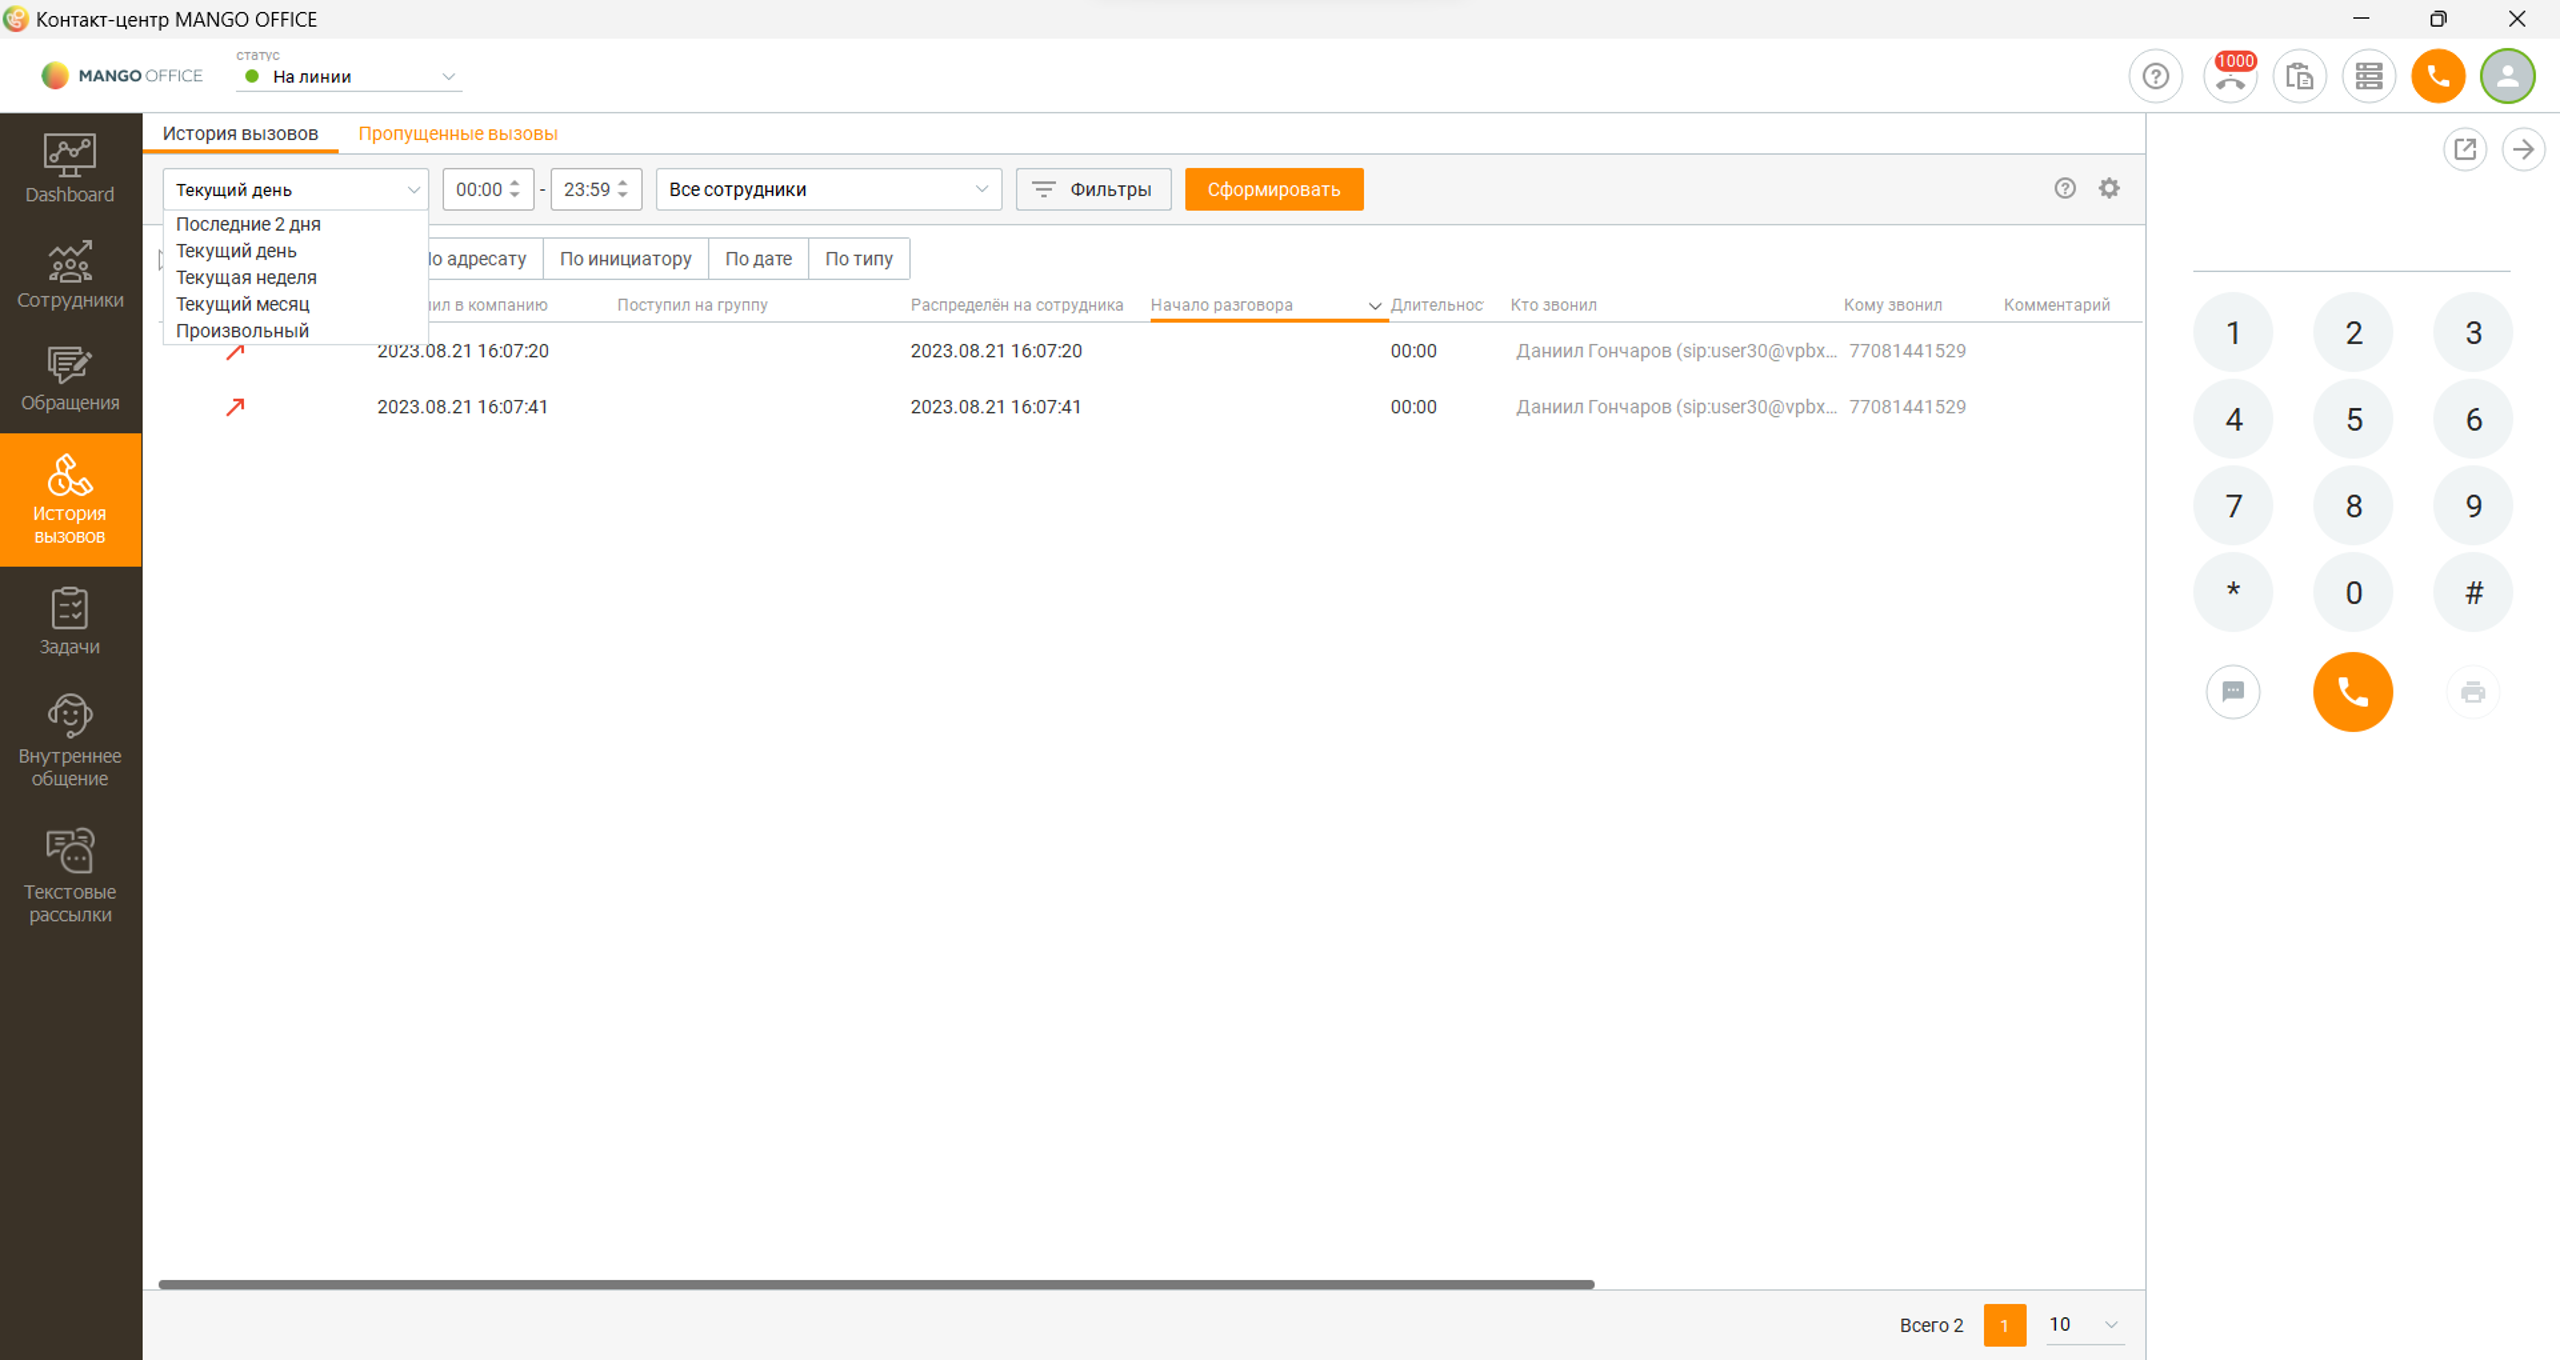 Контакт-центр MANGO OFFICE
MANGO OFFICE
статус
На линии
1000
Dashboard
Сотрудники
Обращения
История
вызовов
Задачи
Внутреннее
общение
Текстовые
рассылки
История вызовов Пропущенные вызовы
Текущий день 00:00 - 23:59 Все сотрудники Фильтры Сформировать
Последние 2 дня
Текущий день
Текущая неделя
Текущий месяц
Произвольный
По адресату По инициатору По дате По типу
в компанию Поступил на группу Распределён на сотрудника Начало разговора Длительнос Кто звонил Кому звонил Комментарий
2023.08.21 16:07:20 2023.08.21 16:07:20 00:00 Даниил Гончаров (sip:user30@vpbx... 77081441529
2023.08.21 16:07:41 2023.08.21 16:07:41 00:00 Даниил Гончаров (sip:user30@vpbx... 77081441529
Всего 2 1 10
1 2 3
4 5 6
7 8 9
* 0 #